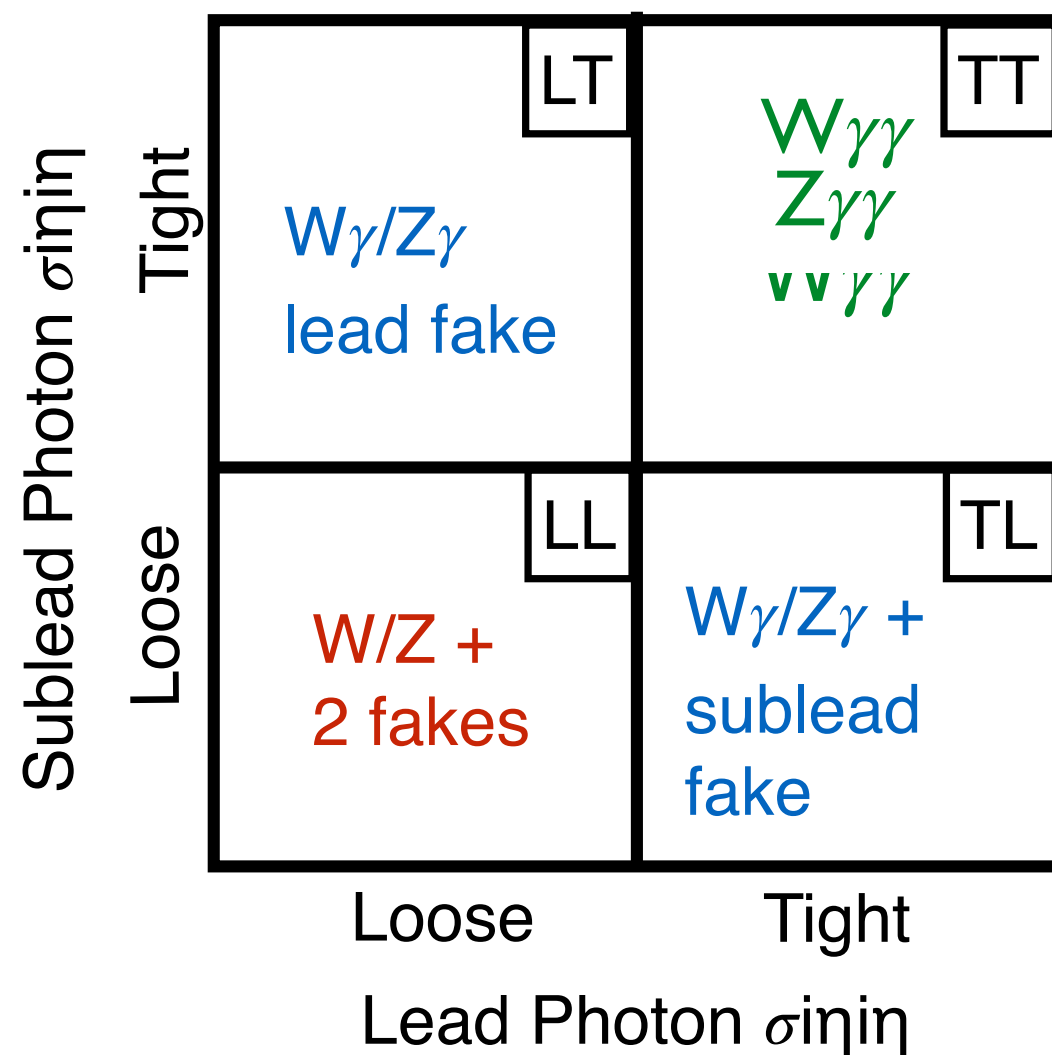 LT
TT
Wγγ
Zγγ
Wγ/Zγ
lead fake
LL
TL
W/Z +
2 fakes
Wγ/Zγ +
sublead
fake
Sublead Photon σiηiη
Tight
Loose
Loose
Tight
Lead Photon σiηiη